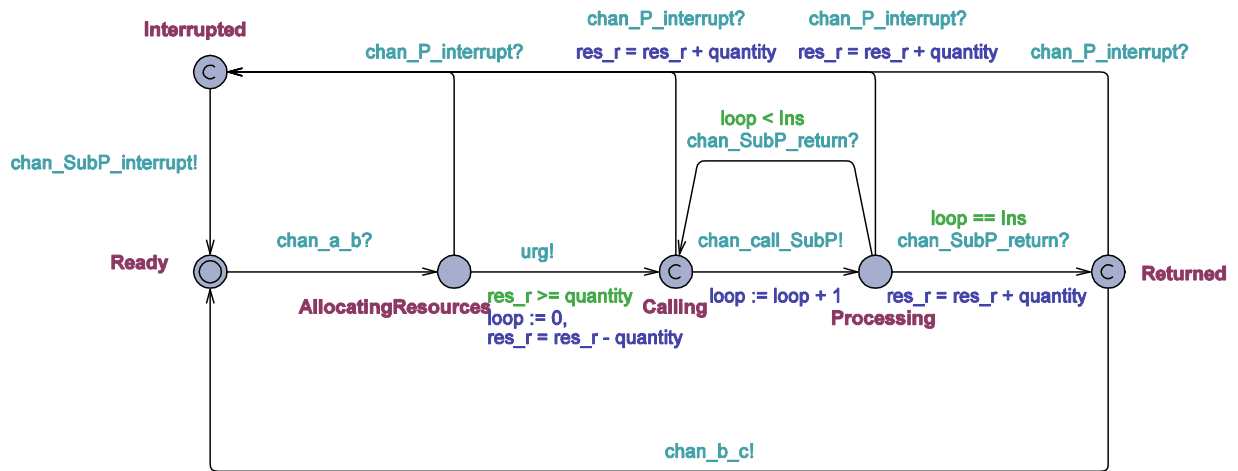 chan_P_interrupt?
chan_P_interrupt?
Interrupted
chan_P_interrupt?
res_r = res_r + quantity
res_r = res_r + quantity
chan_P_interrupt?
C
loop < Ins
chan_SubP_return?
chan_SubP_interrupt!
loop == Ins
chan_a_b?
urg!
chan_call_SubP!
chan_SubP_return?
Ready
C
C
Returned
AllocatingResources
res_r >= quantity
Calling
loop := loop + 1
res_r = res_r + quantity
loop := 0,
Processing
res_r = res_r - quantity
chan_b_c!